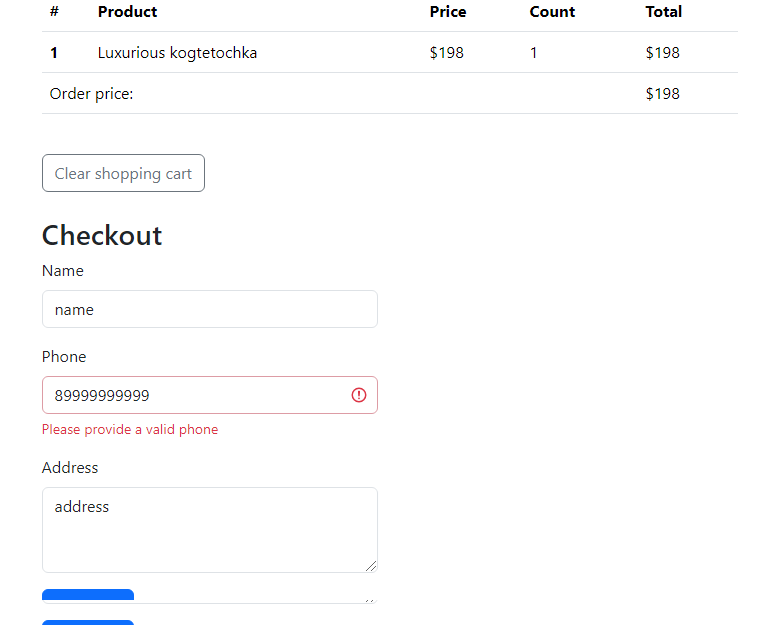 # Product Price Count Total
1 Luxurious kogtetochka $198 1 $198
Order price: $198
Clear shopping cart
Checkout
Name
name
Phone
89999999999
Please provide a valid phone
Address
address